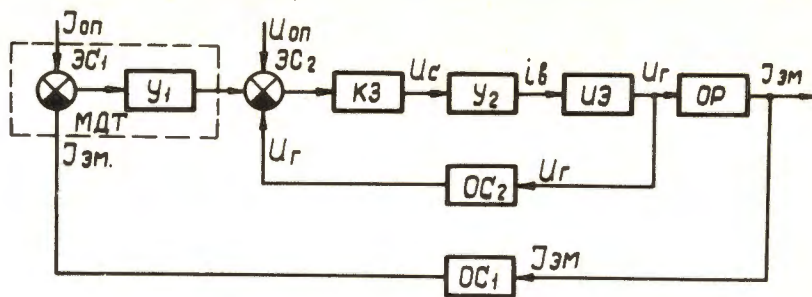 Jоп
Uоп
ЭС1
ЭС2
Uс
iв
Uг
Jэм
У1
КЗ
У2
ИЭ
ОР
МДТ
Jэм.
Uг
ОС2
Uг
ОС1
Jэм